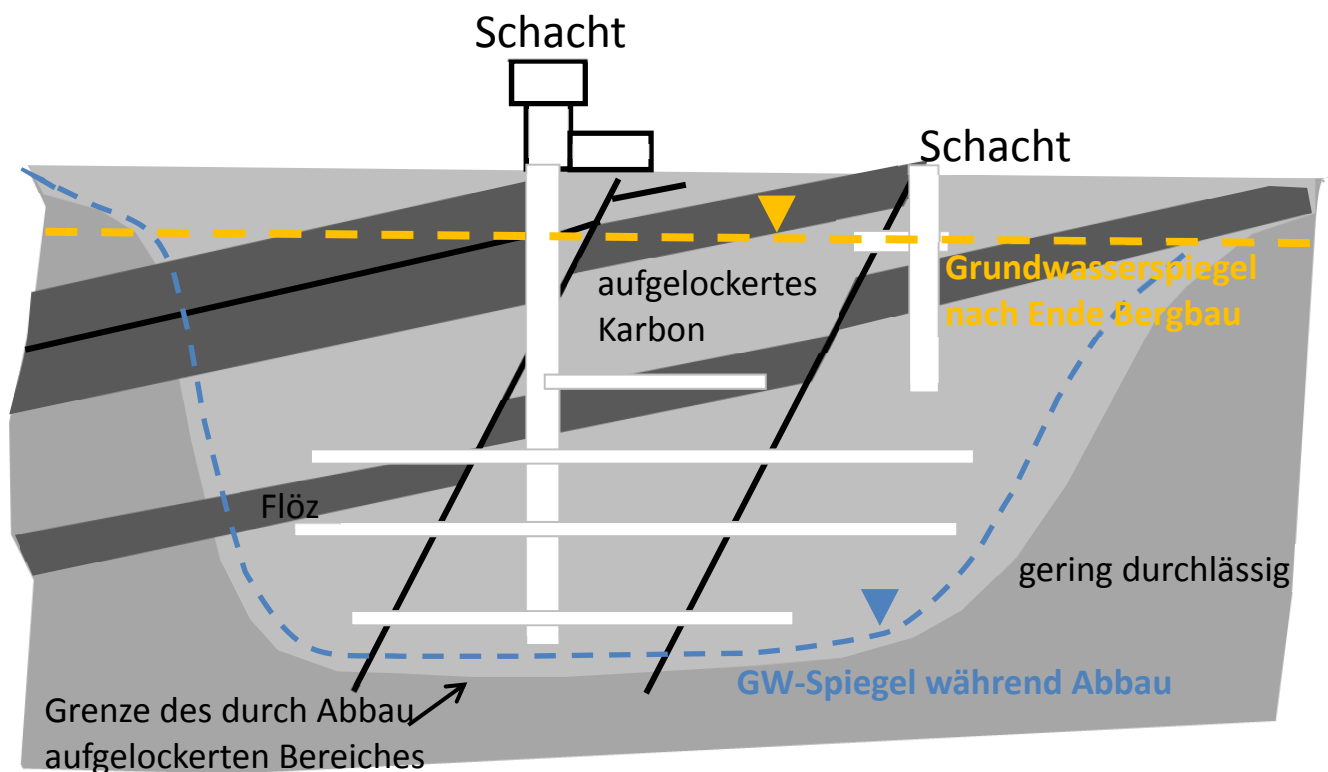 Schacht
Schacht
aufgelockertes
Karbon
Grundwasserspiegel
nach Ende Bergbau
Flöz
gering durchlässig
GW-Spiegel während Abbau
Grenze des durch Abbau
aufgelockerten Bereiches